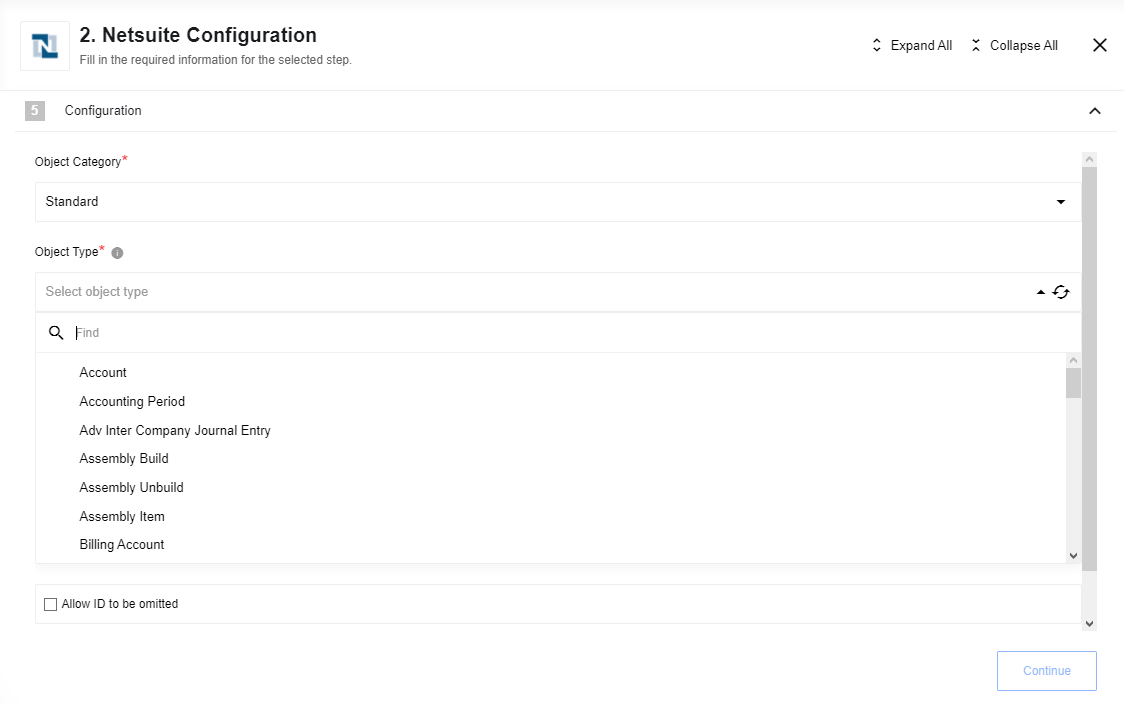 2. Netsuite Configuration
Fill in the required information for the selected step.
Expand All
Collapse All
5 Configuration
Object Category*
Standard
Object Type*
Select object type
Find
Account
Accounting Period
Adv Inter Company Journal Entry
Assembly Build
Assembly Unbuild
Assembly Item
Billing Account
Allow ID to be omitted
Continue